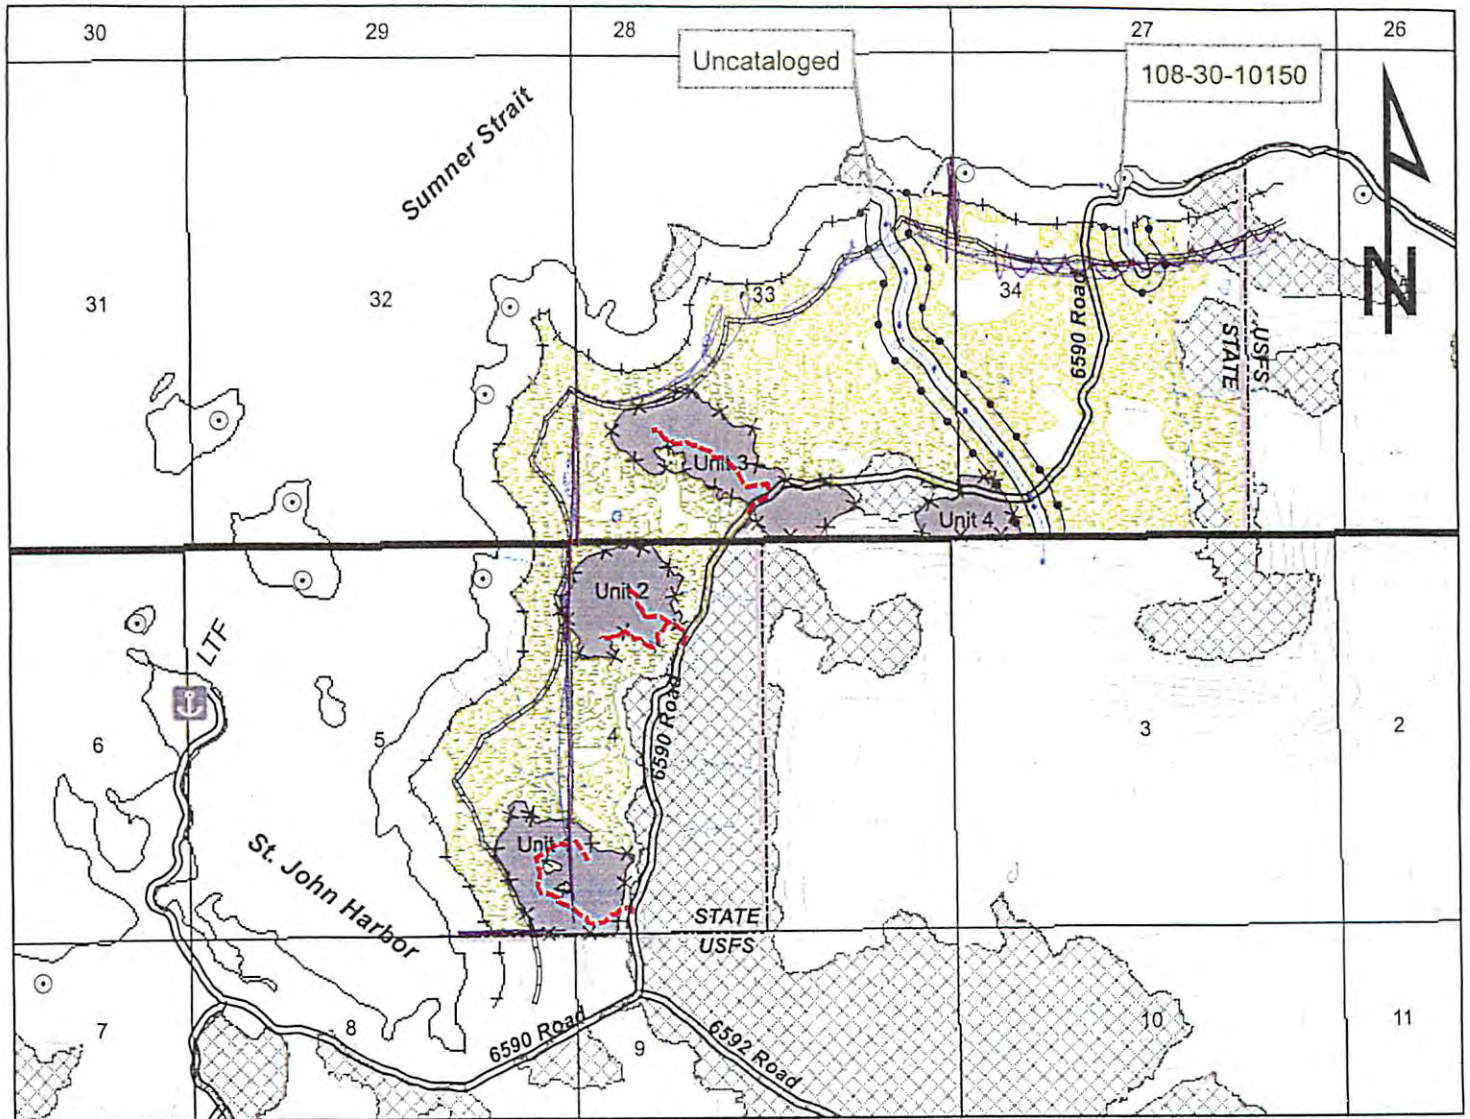 30
29
28
27
26
Uncataloged
108-30-10150
Sumner Strait
N
31
32
33
34
6590 Road
STATE
USFS
Unit 3
Unit 4
Unit 2
LTF
6
5
4
6590 Road
3
2
Unit
St. John Harbor
STATE
USFS
7
8
6590 Road
9
6592 Road
10
11